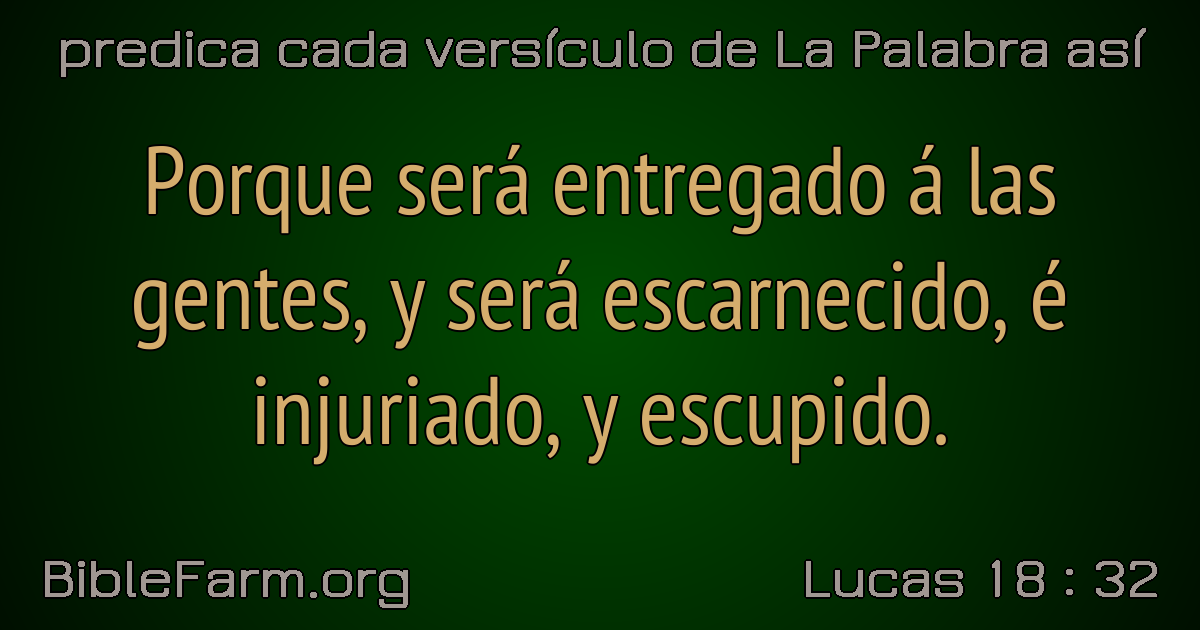 predica cada versículo de La Palabra así
Porque será entregado á las
gentes, y será escarnecido, é
injuriado, y escupido.
BibleFarm.org
Lucas 18 : 32